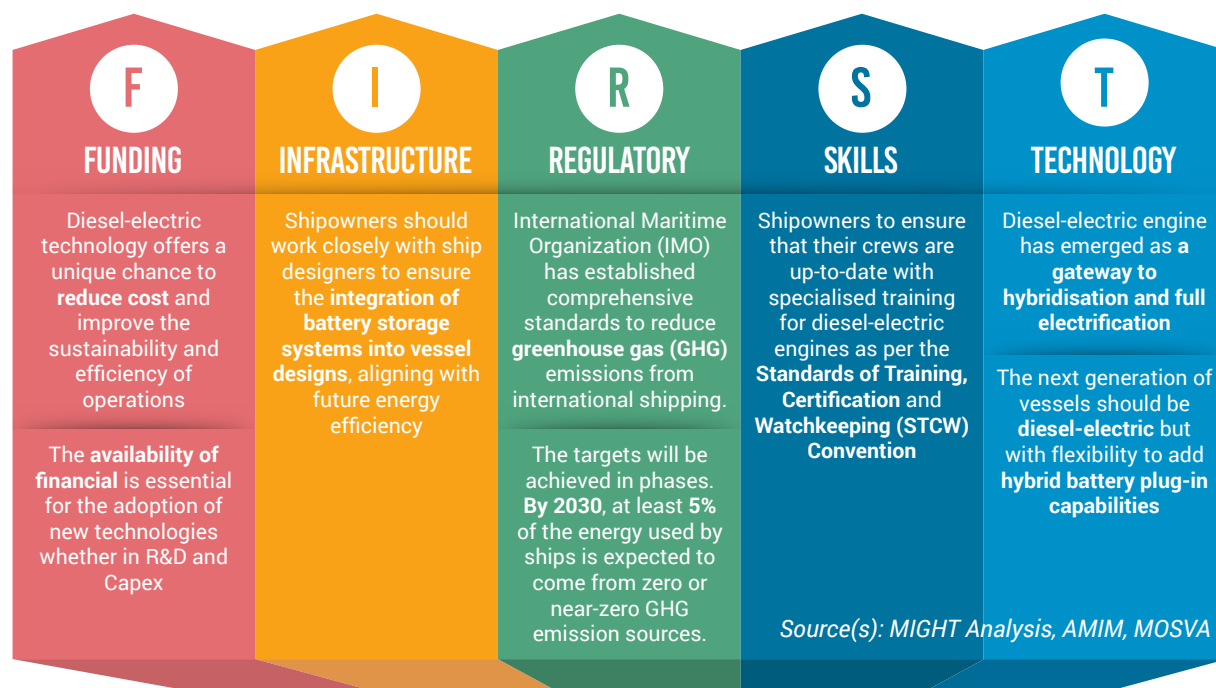 F
FUNDING
Diesel-electric
technology offers a
unique chance to
reduce cost and
improve the
sustainability and
efficiency of
operations
The availability of
financial is essential
for the adoption of
new technologies
whether in R&D and
Capex
I
INFRASTRUCTURE
Shipowners should
work closely with ship
designers to ensure
the integration of
battery storage
systems into vessel
designs, aligning with
future energy
efficiency
R
REGULATORY
International Maritime
Organization (IMO)
has established
comprehensive
standards to reduce
greenhouse gas (GHG)
emissions from
international shipping.
The targets will be
achieved in phases.
By 2030, at least 5%
of the energy used by
ships is expected to
come from zero or
near-zero GHG
emission sources.
S
SKILLS
Shipowners to ensure
that their crews are
up-to-date with
specialised training
for diesel-electric
engines as per the
Standards of Training,
Certification and
Watchkeeping (STCW)
Convention
T
TECHNOLOGY
Diesel-electric engine
has emerged as a
gateway to
hybridisation and full
electrification
The next generation of
vessels should be
diesel-electric but
with flexibility to add
hybrid battery plug-in
capabilities
Source(s): MIGHT Analysis, AMIM, MOSVA